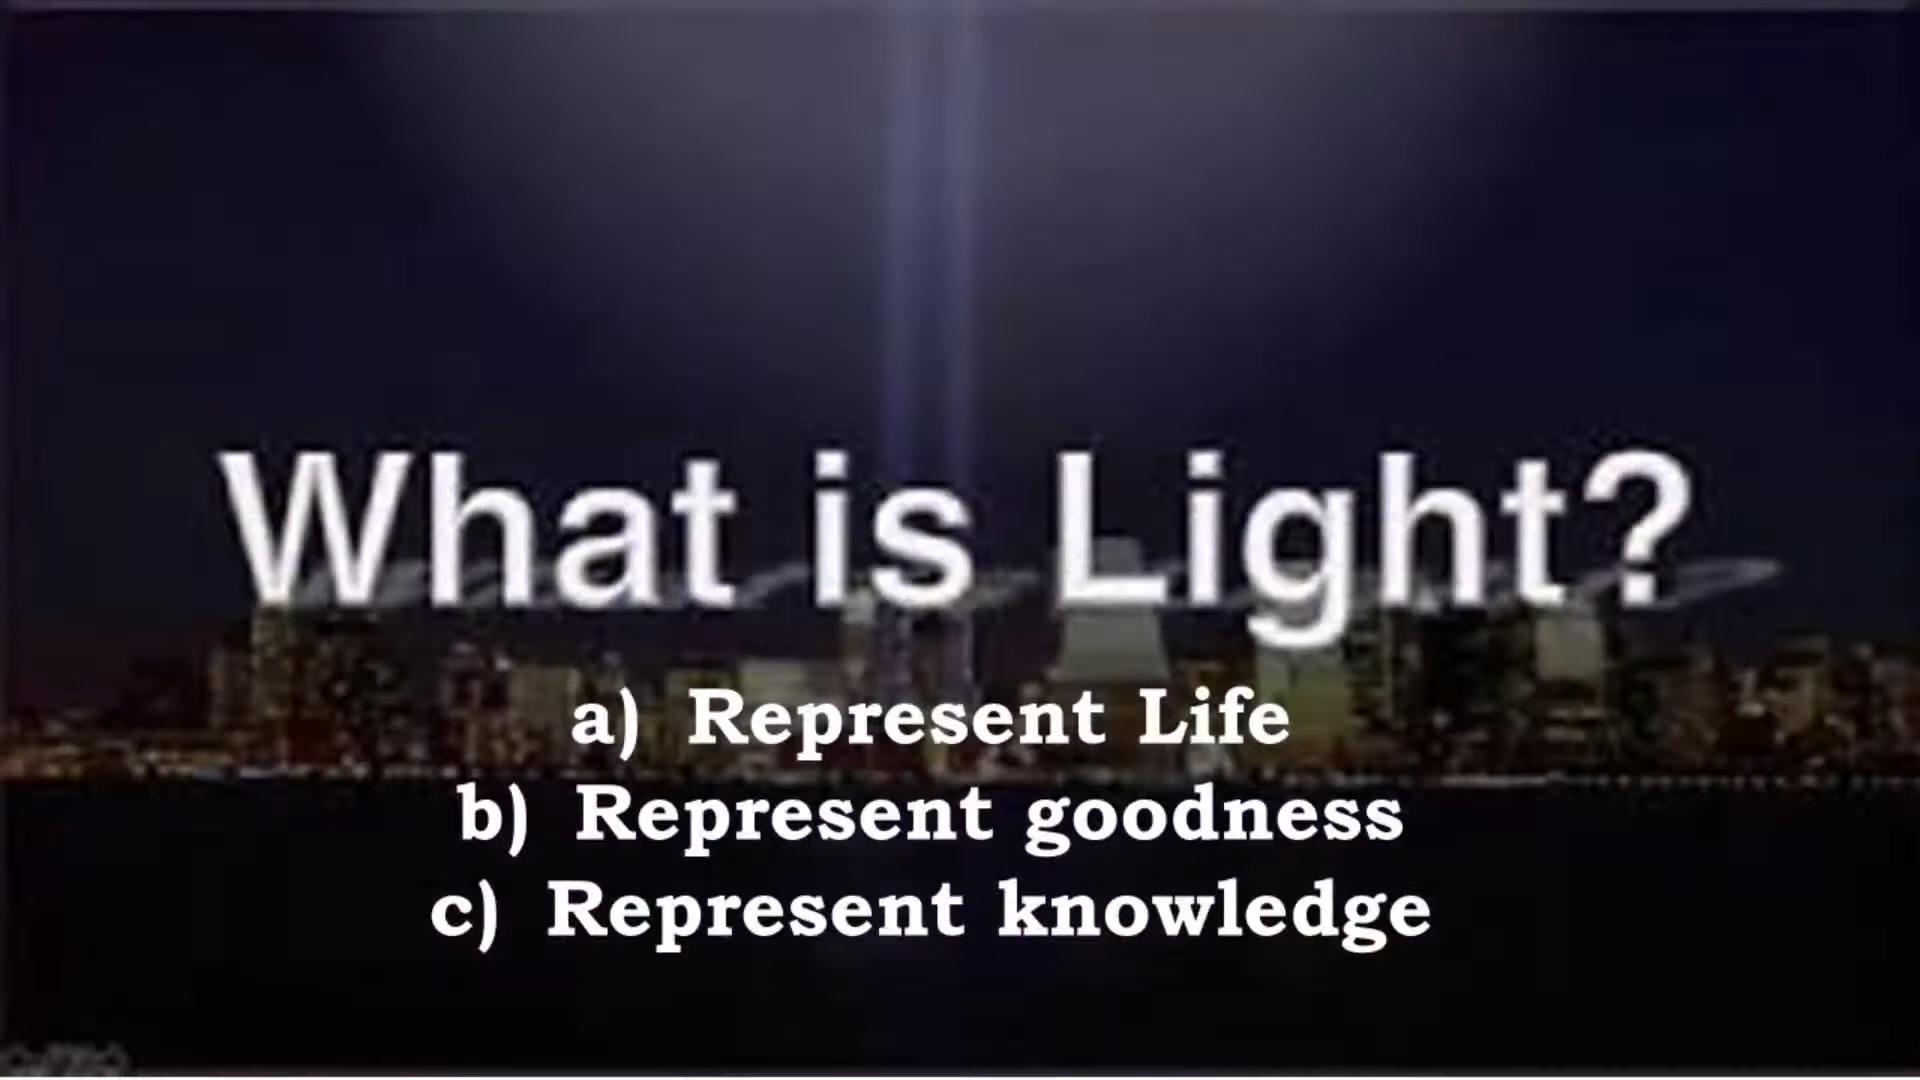 What is Light?
a) Represent Life
b) Represent goodness
c) Represent knowledge